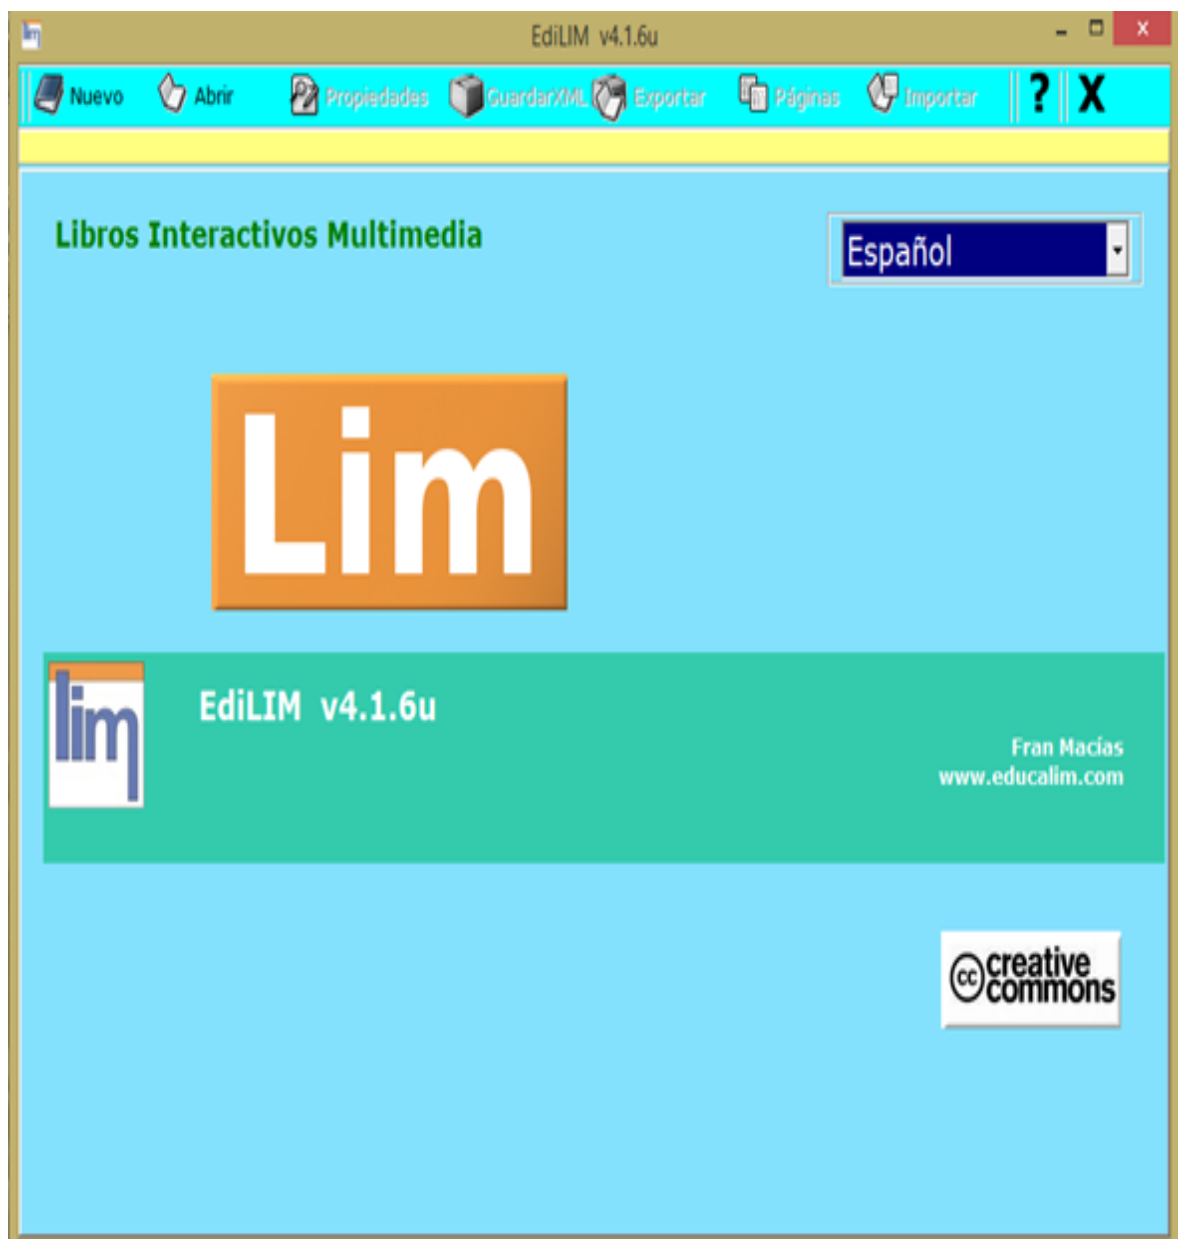 EdiLIM v4.1.6u
Nuevo Abrir Propiedades GuardarXML Exportar Páginas Importar ? X
Libros Interactivos Multimedia
Español
Lim
lim
EdiLIM v4.1.6u
Fran Macías
www.educalim.com
cc creative
commons